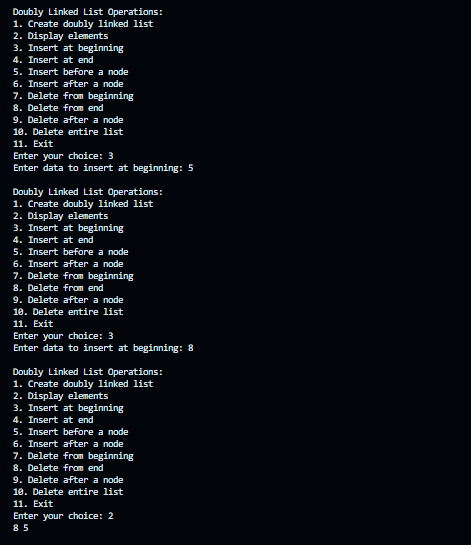 Doubly Linked List Operations:
1. Create doubly linked list
2. Display elements
3. Insert at beginning
4. Insert at end
5. Insert before a node
6. Insert after a node
7. Delete from beginning
8. Delete from end
9. Delete after a node
10. Delete entire list
11. Exit
Enter your choice: 3
Enter data to insert at beginning: 5

Doubly Linked List Operations:
1. Create doubly linked list
2. Display elements
3. Insert at beginning
4. Insert at end
5. Insert before a node
6. Insert after a node
7. Delete from beginning
8. Delete from end
9. Delete after a node
10. Delete entire list
11. Exit
Enter your choice: 3
Enter data to insert at beginning: 8

Doubly Linked List Operations:
1. Create doubly linked list
2. Display elements
3. Insert at beginning
4. Insert at end
5. Insert before a node
6. Insert after a node
7. Delete from beginning
8. Delete from end
9. Delete after a node
10. Delete entire list
11. Exit
Enter your choice: 2
8 5